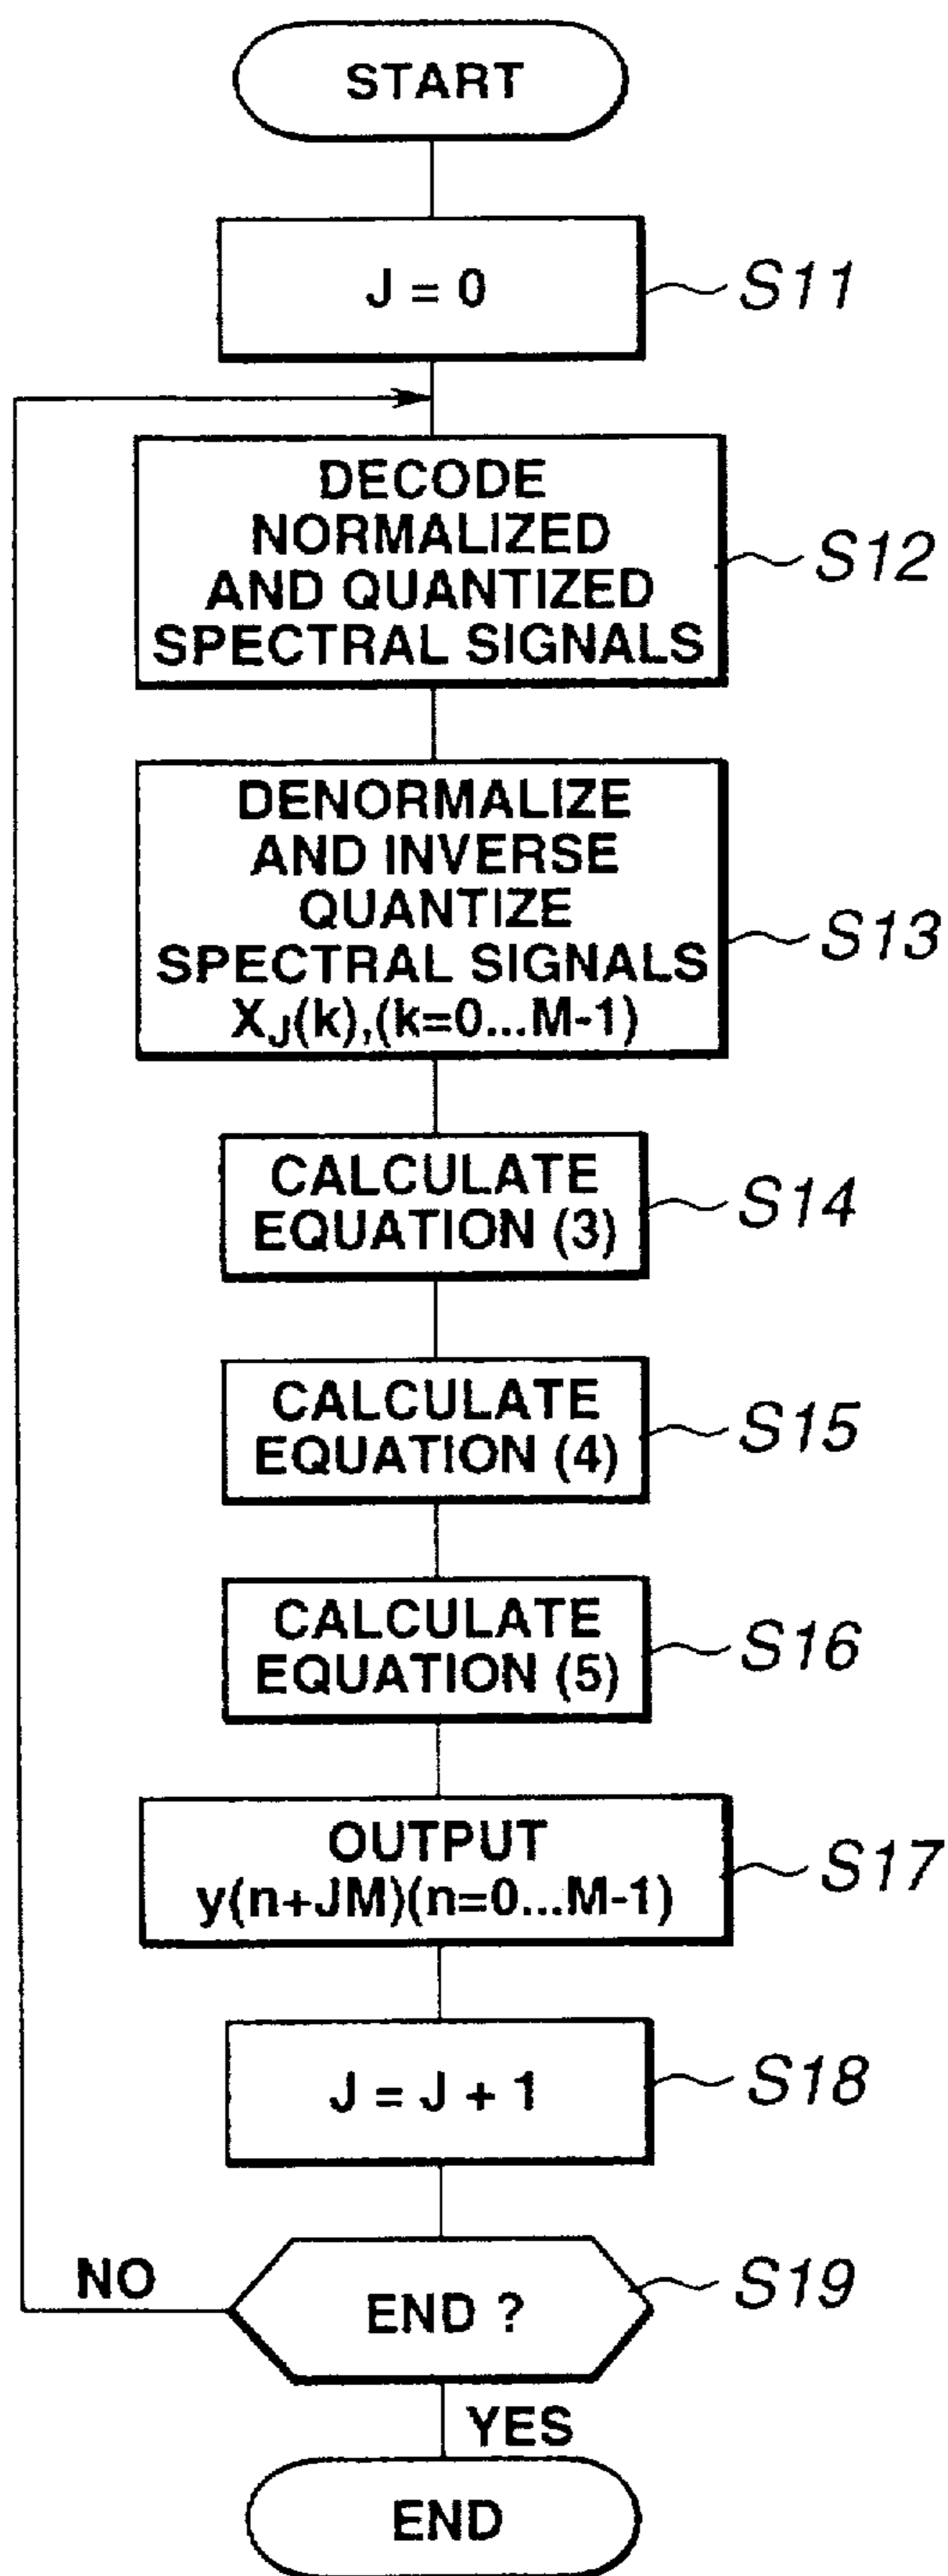 START
J = 0
S11
DECODE
NORMALIZED
AND QUANTIZED
SPECTRAL SIGNALS
S12
DENORMALIZE
AND INVERSE
QUANTIZE
SPECTRAL SIGNALS
X_J(k),(k=0...M-1)
S13
CALCULATE
EQUATION (3)
S14
CALCULATE
EQUATION (4)
S15
CALCULATE
EQUATION (5)
S16
OUTPUT
y(n+JM)(n=0...M-1)
S17
J = J + 1
S18
NO
END ?
S19
YES
END